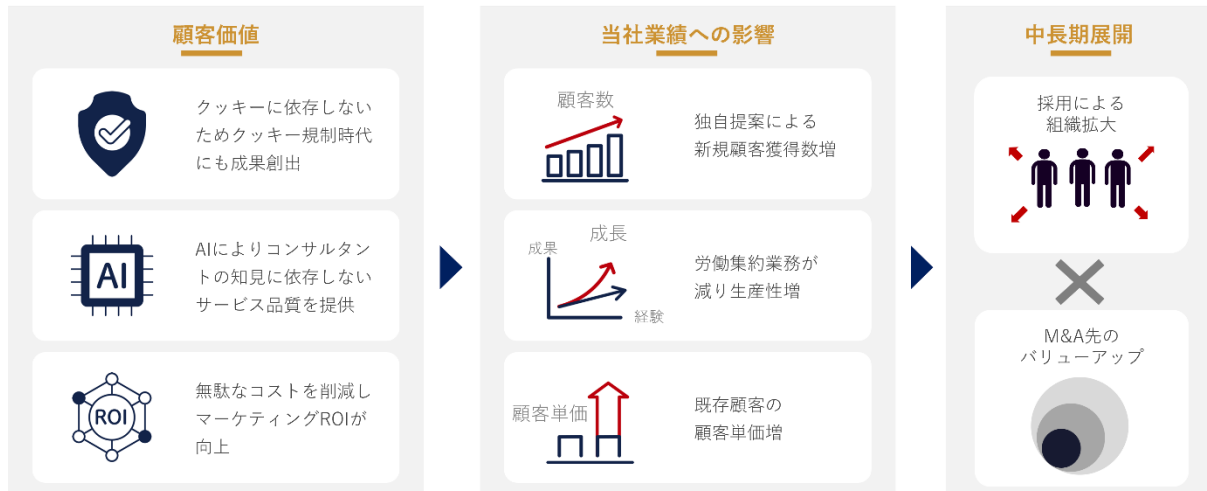 顧客価値
クッキーに依存しない
ためクッキー規制時代
にも成果創出
AI
AIによりコンサルタン
トの知見に依存しない
サービス品質を提供
ROI
無駄なコストを削減し
マーケティングROIが
向上
当社業績への影響
顧客数
独自提案による
新規顧客獲得数増
成果
成長
経験
労働集約業務が
減り生産性増
顧客単価
既存顧客の
顧客単価増
中長期展開
採用による
組織拡大
M&A先の
バリューアップ